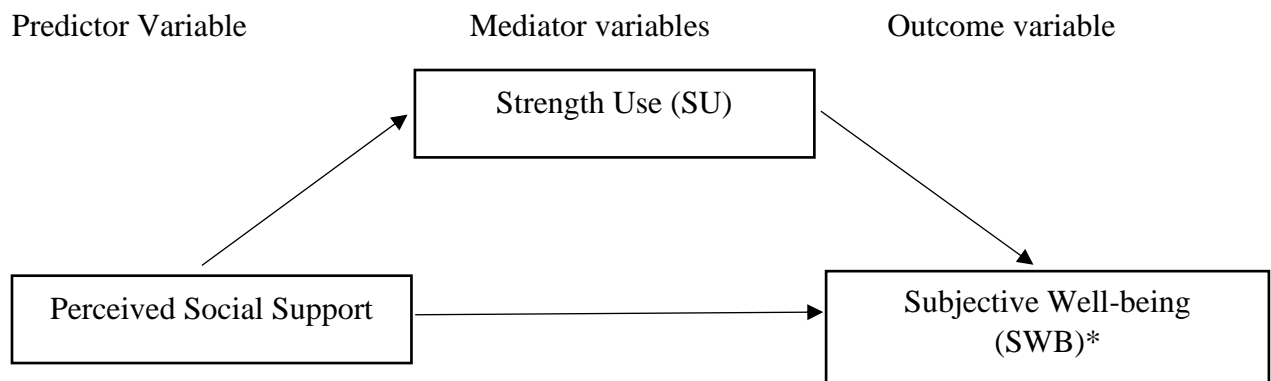 Predictor Variable
Mediator variables
Outcome variable
Strength Use (SU)
Perceived Social Support
Subjective Well-being
(SWB)*